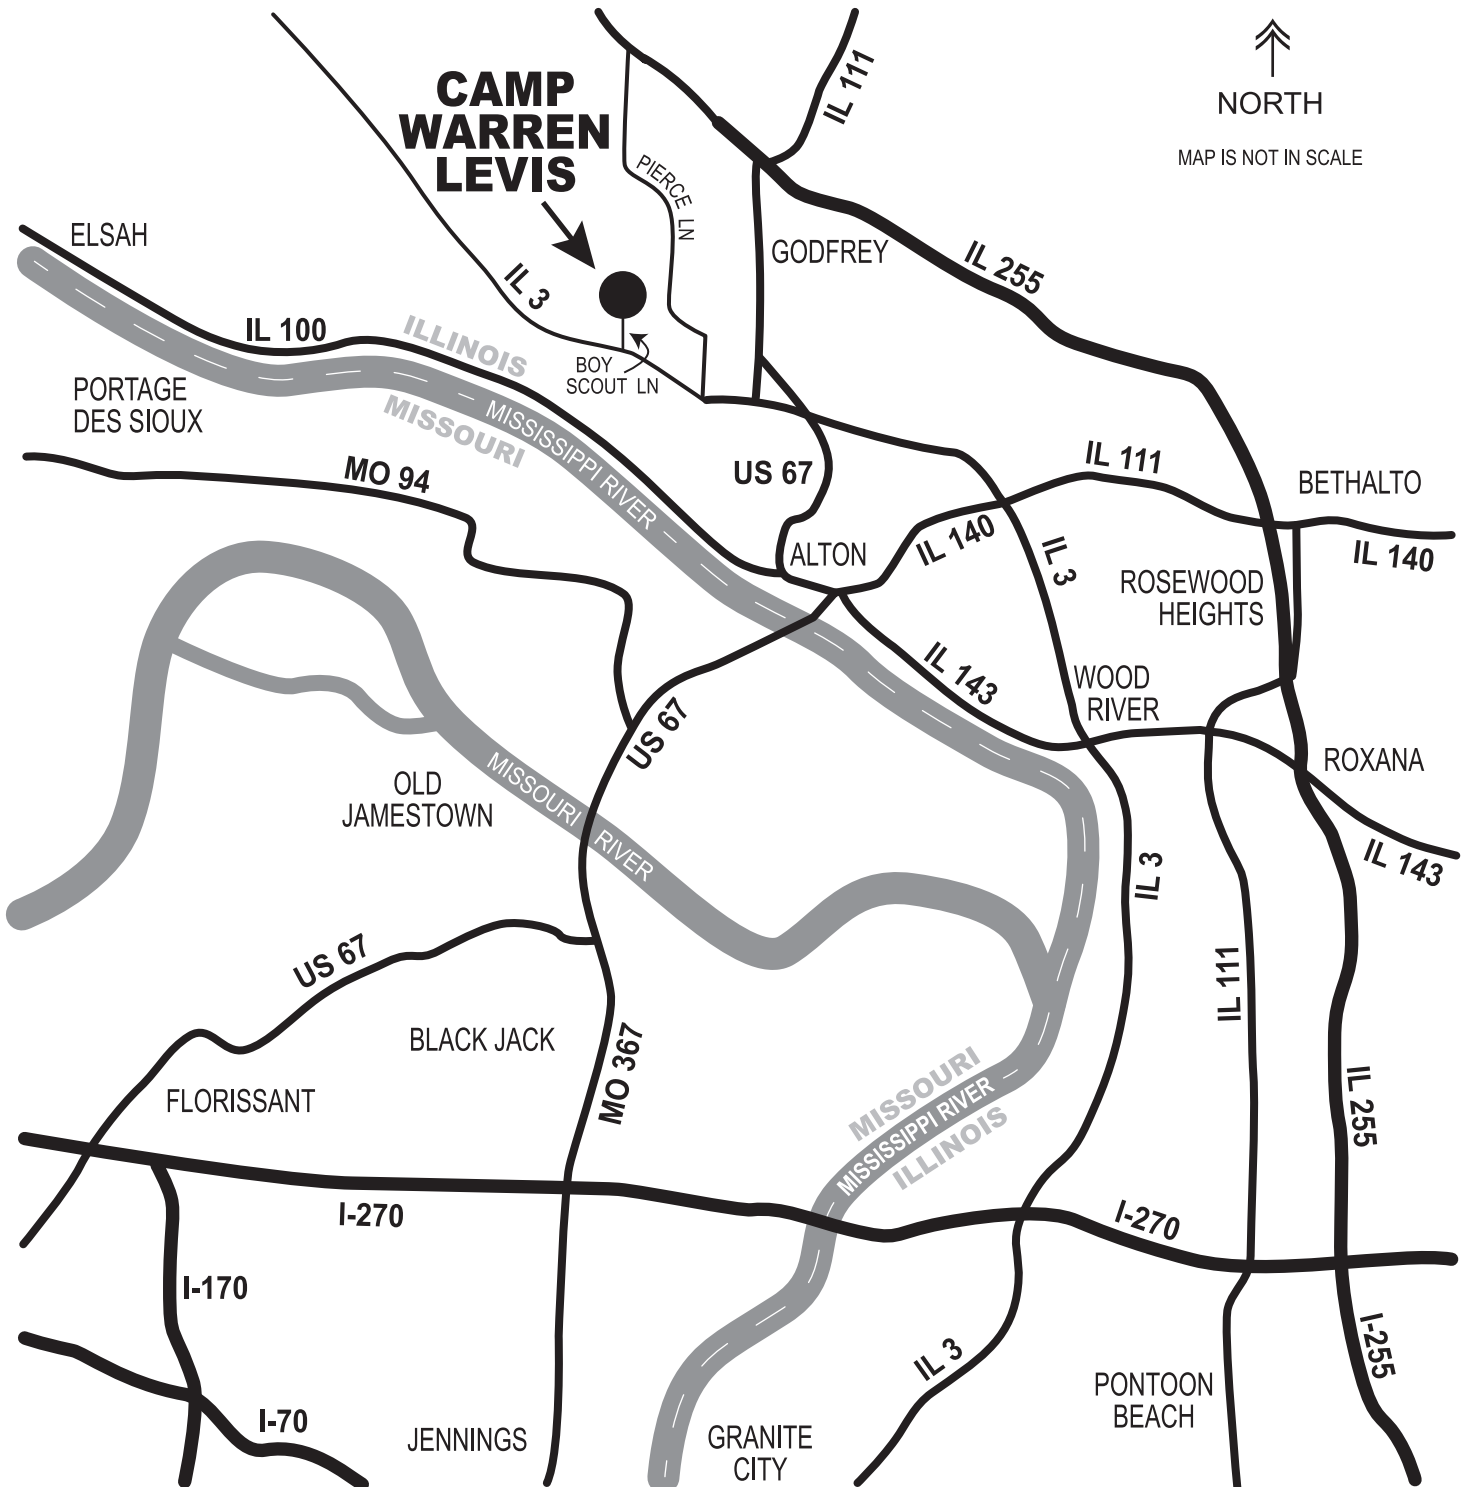 CAMP
WARREN
LEVIS
IL 111
NORTH
MAP IS NOT IN SCALE
PIERCE LN
ELSAH
GODFREY
IL 255
IL 3
IL 100
ILLINOIS
BOY
SCOUT LN
PORTAGE
DES SIOUX
MISSOURI
MISSISSIPPI RIVER
MO 94
US 67
IL 111
BETHALTO
ALTON
IL 140
IL 3
IL 140
ROSEWOOD
HEIGHTS
IL 143
WOOD
RIVER
US 67
ROXANA
OLD
JAMESTOWN
MISSOURI RIVER
IL 3
IL 143
US 67
IL 111
BLACK JACK
MO 367
MISSOURI
MISSISSIPPI RIVER
ILLINOIS
IL 255
FLORISSANT
I-270
I-270
I-170
IL 3
I-255
PONTOON
BEACH
I-70
JENNINGS
GRANITE
CITY